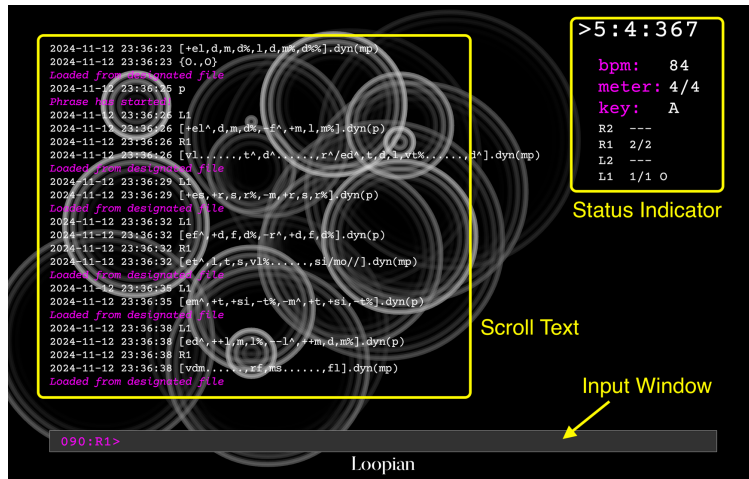 2024-11-12 23:36:23 [+el,d,m,d%,l,d,m%,d%%].dyn(mp)
2024-11-12 23:36:23 {O.,O}
Loaded from designated file
2024-11-12 23:36:25 p
Phrase has started!
2024-11-12 23:36:26 L1
2024-11-12 23:36:26 [+el^,d,m,d%,-f^,+m,l,m%].dyn(p)
2024-11-12 23:36:26 R1
2024-11-12 23:36:26 [vl......,t^,d^......,r^/ed^,t,d,l,vt%......,d^].dyn(mp)
Loaded from designated file
2024-11-12 23:36:29 L1
2024-11-12 23:36:29 [+es,+r,s,r%,-m,+r,s,r%].dyn(p)
Loaded from designated file
2024-11-12 23:36:32 L1
2024-11-12 23:36:32 [ef^,+d,f,d%,-r^,+d,f,d%].dyn(p)
2024-11-12 23:36:32 R1
2024-11-12 23:36:32 [et^,l,t,s,vl%......,si/mo//].dyn(mp)
Loaded from designated file
2024-11-12 23:36:35 L1
2024-11-12 23:36:35 [em^,+t,+si,-t%,-m^,+t,+si,-t%].dyn(p)
Loaded from designated file
2024-11-12 23:36:38 L1
2024-11-12 23:36:38 [ed^,++l,m,l%,--l^,++m,d,m%].dyn(p)
2024-11-12 23:36:38 R1
2024-11-12 23:36:38 [vdm......,rf,ms......,fl].dyn(mp)
Loaded from designated file
>5:4:367
bpm: 84
meter: 4/4
key: A
R2 ---
R1 2/2
L2 ---
L1 1/1 O
Status Indicator
Scroll Text
Input Window
090:R1>
Loopian